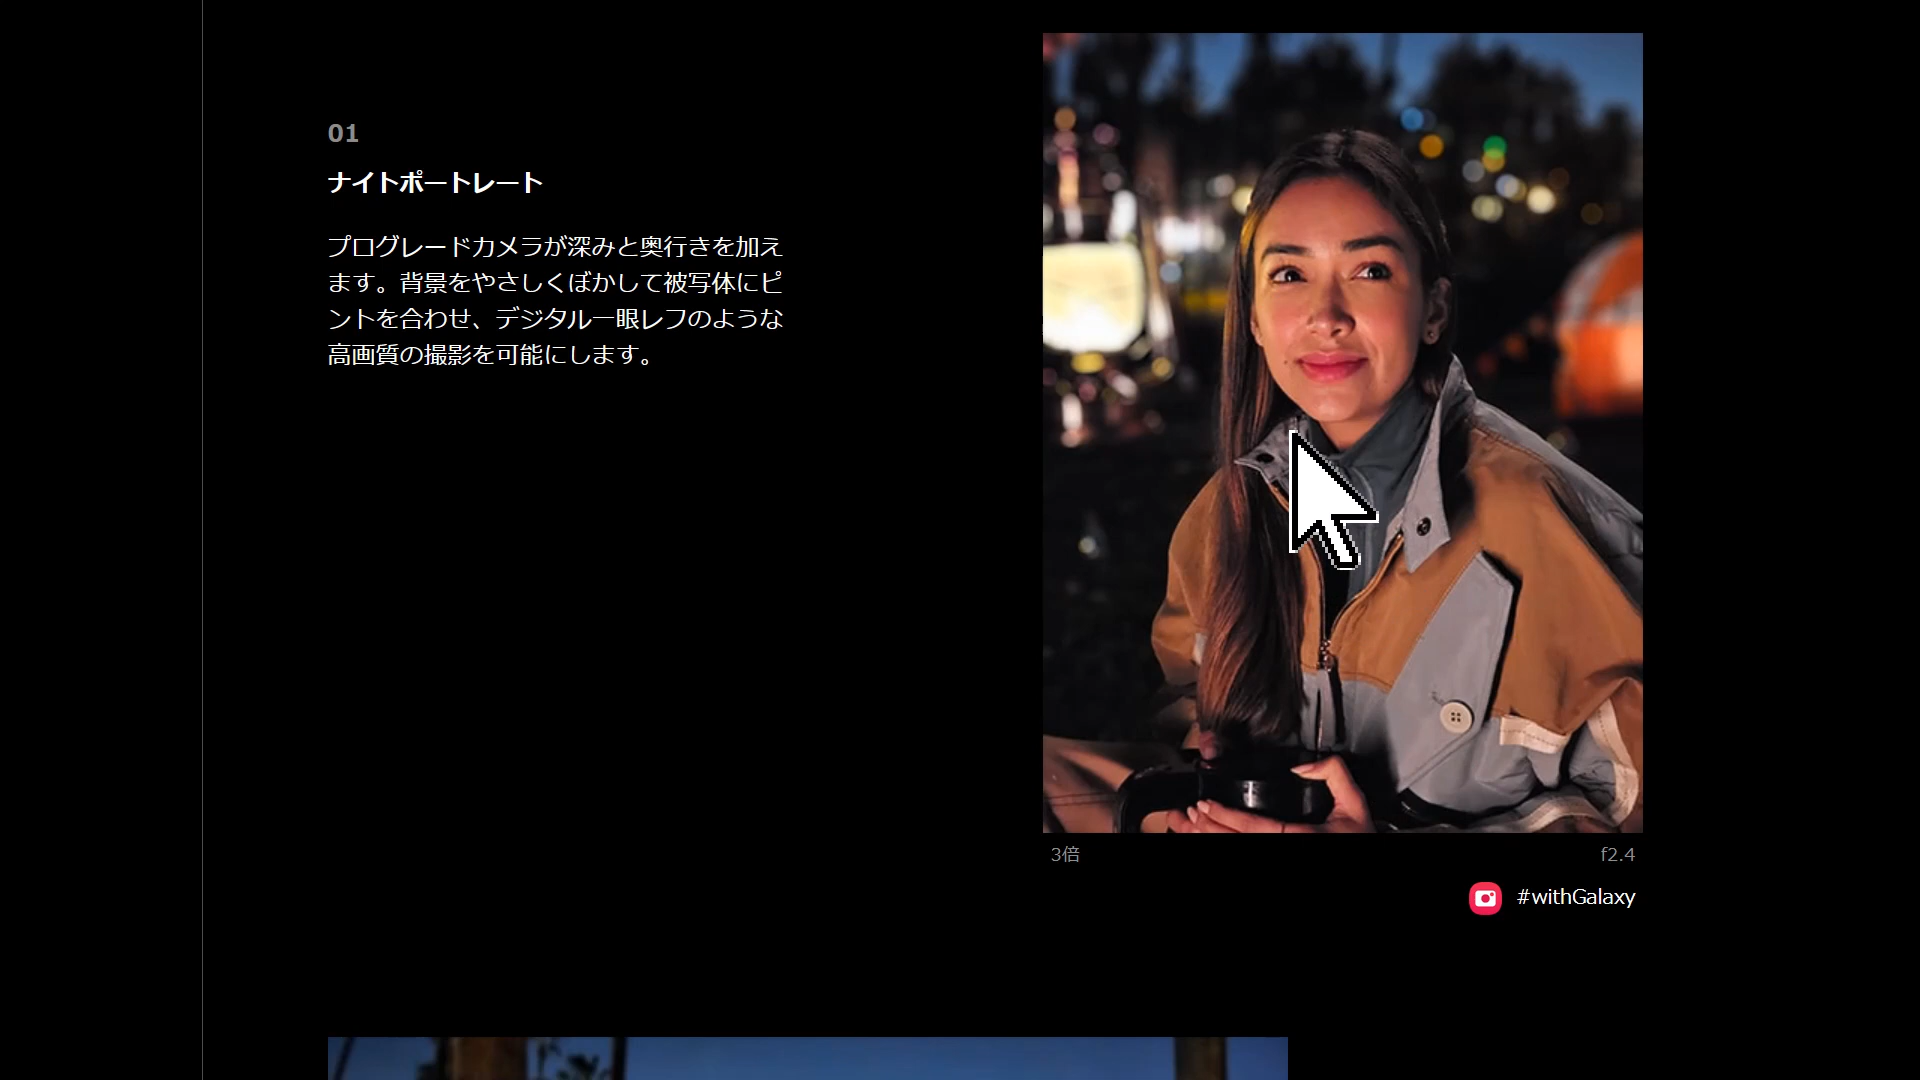 01
ナイトポートレート
プログレードカメラが深みと奥行きを加え
ます。背景をやさしくぼかして被写体にピ
ントを合わせ、デジタル一眼レフのような
高画質の撮影を可能にします。
3倍
f2.4
#withGalaxy